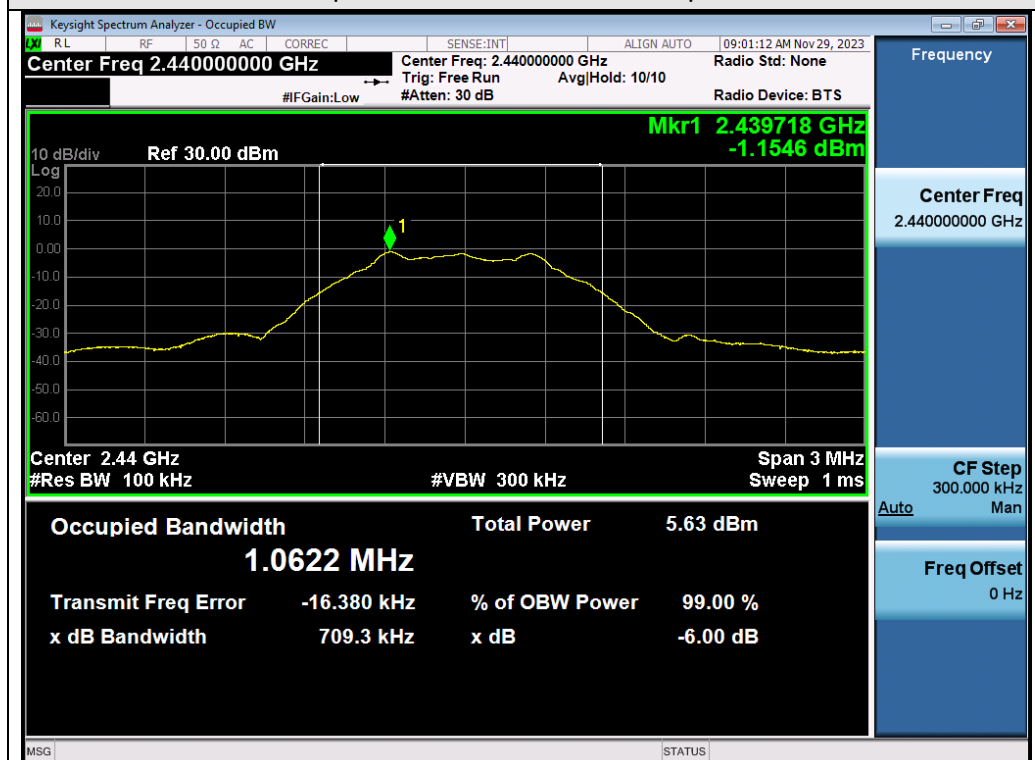 Keysight Spectrum Analyzer - Occupied BW
LXI RL RF 50 Ω AC CORREC SENSE:INT ALIGN AUTO 09:01:12 AM Nov 29, 2023
Center Freq 2.440000000 GHz
Center Freq: 2.440000000 GHz
Radio Std: None
Trig: Free Run Avg|Hold: 10/10
#IFGain:Low
#Atten: 30 dB
Radio Device: BTS
Mkr1 2.439718 GHz
-1.1546 dBm
10 dB/div Ref 30.00 dBm
Log
20.0
10.0
0.00
-10.0
-20.0
-30.0
-40.0
-50.0
-60.0
1
Center 2.44 GHz
Span 3 MHz
#Res BW 100 kHz
#VBW 300 kHz
Sweep 1 ms
Occupied Bandwidth
1.0622 MHz
Total Power 5.63 dBm
Transmit Freq Error -16.380 kHz
% of OBW Power 99.00 %
x dB Bandwidth 709.3 kHz
x dB -6.00 dB
Frequency
Center Freq
2.440000000 GHz
CF Step
300.000 kHz
Auto Man
Freq Offset
0 Hz
MSG
STATUS